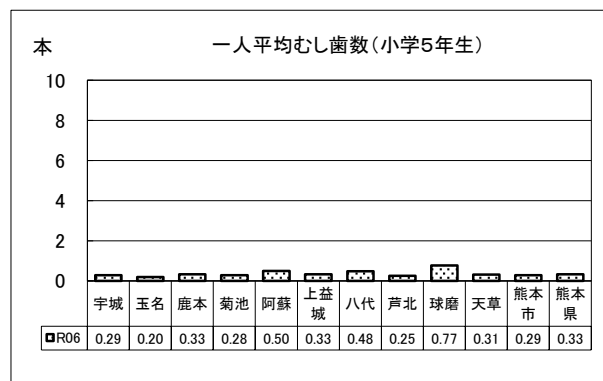 本
一人平均むし歯数(小学5年生)
10
8
6
4
2
0
宇城 玉名 鹿本 菊池 阿蘇 上益城 八代 芦北 球磨 天草 熊本市 熊本県
R06 0.29 0.20 0.33 0.28 0.50 0.33 0.48 0.25 0.77 0.31 0.29 0.33